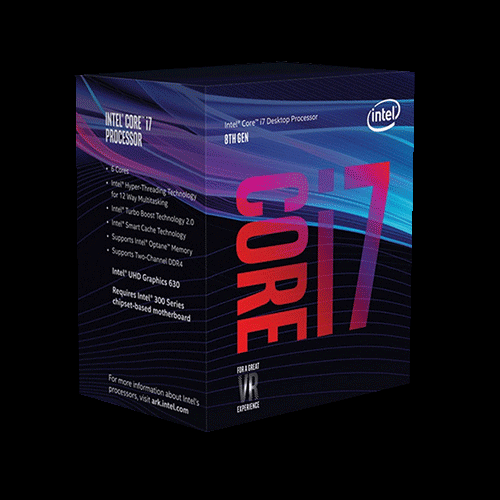 INTEL® CORE™ i7
PROCESSOR
• 6 Cores
• Intel® Hyper-Threading Technology
for 12 Way Multitasking
• Intel® Turbo Boost Technology 2.0
• Intel® Smart Cache Technology
• Supports Intel® Optane™ Memory
• Supports Two-Channel DDR4
Intel® UHD Graphics 630
Requires Intel® 300 Series
chipset-based motherboard
For more information about Intel's
processors, visit ark.intel.com
Intel® Core™ i7 Desktop Processor
8TH GEN
intel
CORE i7
FOR A GREAT
VR
EXPERIENCE